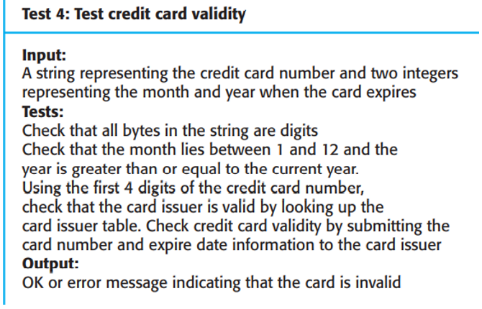 Test 4: Test credit card validity
Input:
A string representing the credit card number and two integers
representing the month and year when the card expires
Tests:
Check that all bytes in the string are digits
Check that the month lies between 1 and 12 and the
year is greater than or equal to the current year.
Using the first 4 digits of the credit card number,
check that the card issuer is valid by looking up the
card issuer table. Check credit card validity by submitting the
card number and expire date information to the card issuer
Output:
OK or error message indicating that the card is invalid